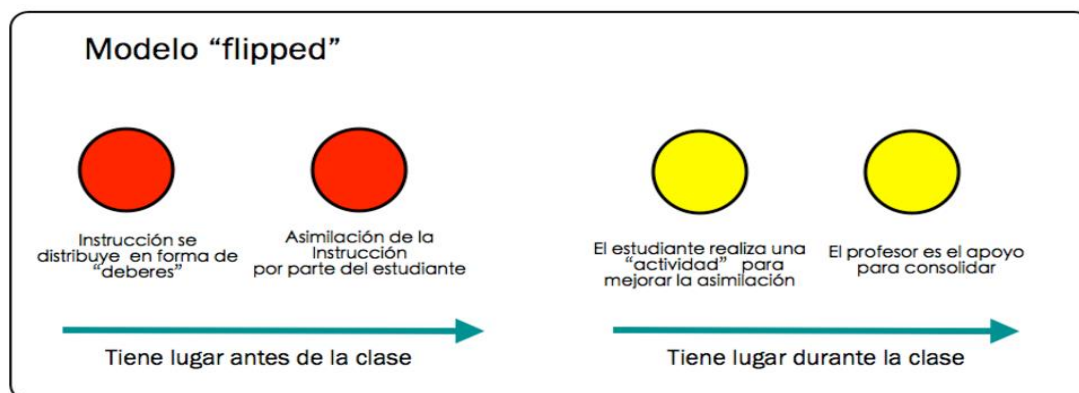 Modelo “flipped”
Instrucción se
distribuye en forma de
“deberes”
Asimilación de la
Instrucción
por parte del estudiante
El estudiante realiza una
“actividad” para
mejorar la asimilación
El profesor es el apoyo
para consolidar
Tiene lugar antes de la clase
Tiene lugar durante la clase